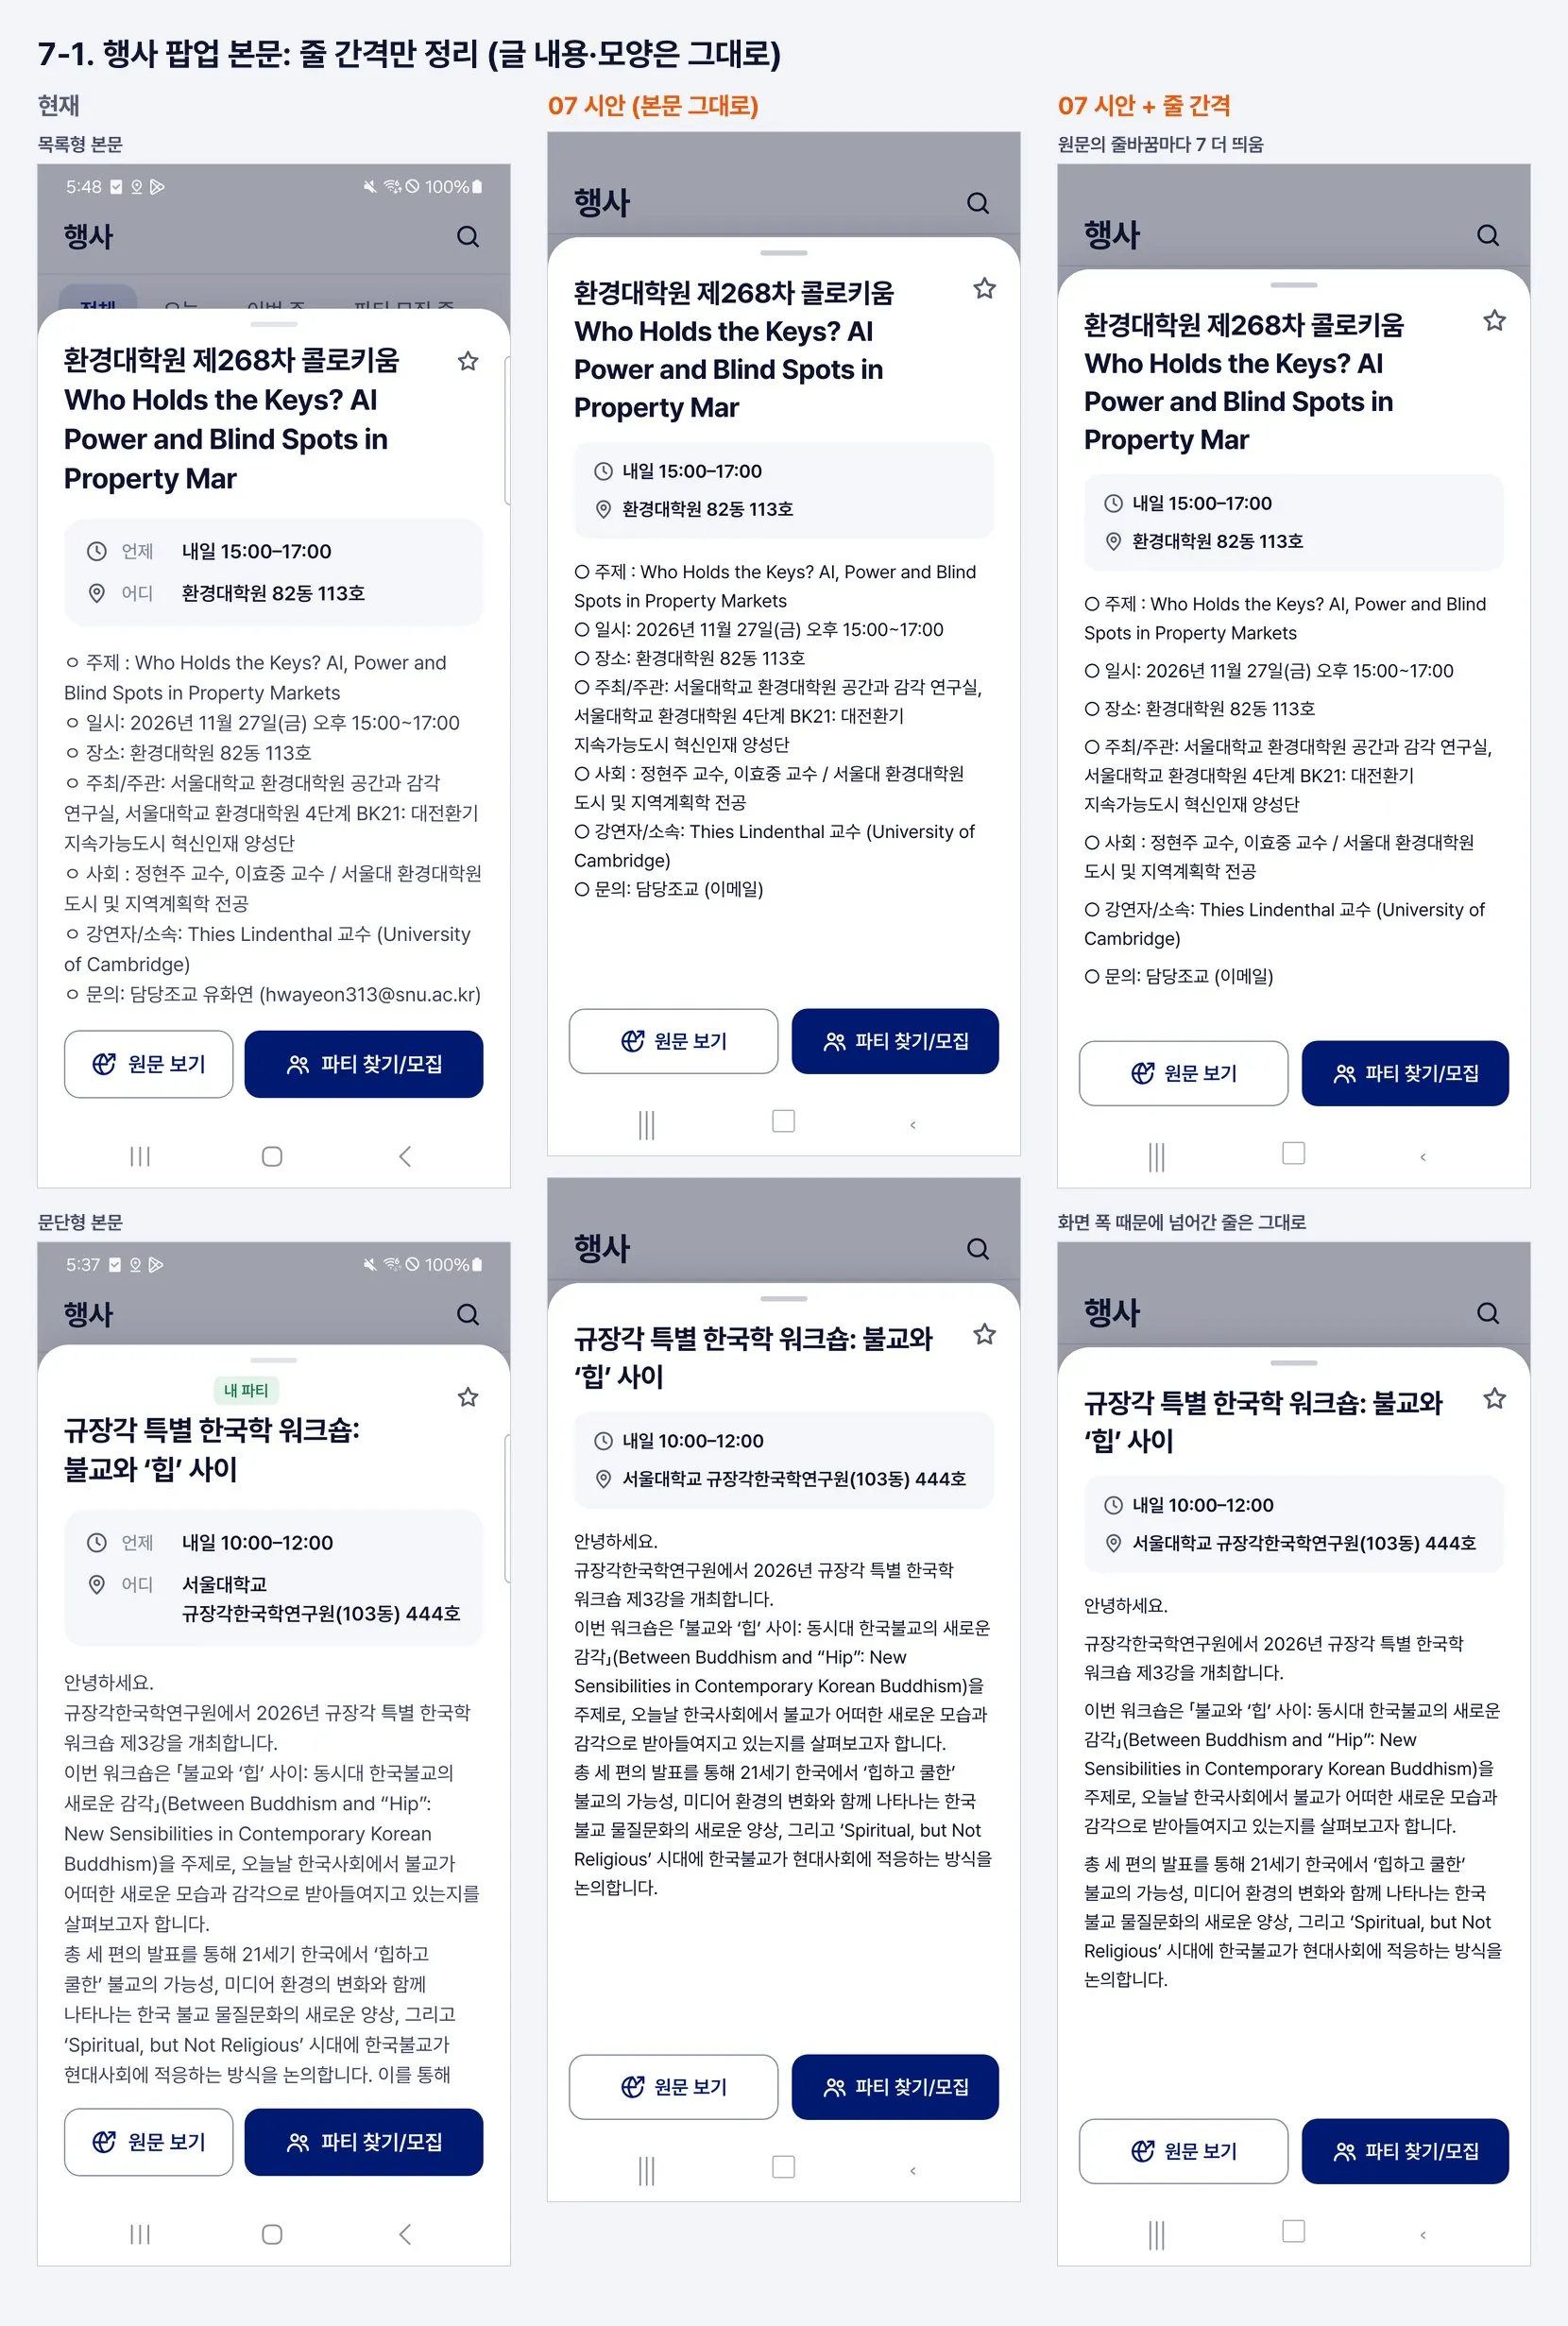 7-1. 행사 팝업 본문: 줄 간격만 정리 (글 내용·모양은 그대로)
현재
목록형 본문
5:48
100%
행사
전체 오늘 이번 주 파티 모집 중
환경대학원 제268차 콜로키움
Who Holds the Keys? AI
Power and Blind Spots in
Property Mar
언제 내일 15:00–17:00
어디 환경대학원 82동 113호
ㅇ 주제 : Who Holds the Keys? AI, Power and
Blind Spots in Property Markets
ㅇ 일시: 2026년 11월 27일(금) 오후 15:00~17:00
ㅇ 장소: 환경대학원 82동 113호
ㅇ 주최/주관: 서울대학교 환경대학원 공간과 감각
연구실, 서울대학교 환경대학원 4단계 BK21: 대전환기
지속가능도시 혁신인재 양성단
ㅇ 사회 : 정현주 교수, 이효중 교수 / 서울대 환경대학원
도시 및 지역계획학 전공
ㅇ 강연자/소속: Thies Lindenthal 교수 (University
of Cambridge)
ㅇ 문의: 담당조교 유화연 (hwayeon313@snu.ac.kr)
원문 보기
파티 찾기/모집
07 시안 (본문 그대로)
행사
환경대학원 제268차 콜로키움
Who Holds the Keys? AI
Power and Blind Spots in
Property Mar
내일 15:00–17:00
환경대학원 82동 113호
○ 주제 : Who Holds the Keys? AI, Power and Blind
Spots in Property Markets
○ 일시: 2026년 11월 27일(금) 오후 15:00~17:00
○ 장소: 환경대학원 82동 113호
○ 주최/주관: 서울대학교 환경대학원 공간과 감각 연구실,
서울대학교 환경대학원 4단계 BK21: 대전환기
지속가능도시 혁신인재 양성단
○ 사회 : 정현주 교수, 이효중 교수 / 서울대 환경대학원
도시 및 지역계획학 전공
○ 강연자/소속: Thies Lindenthal 교수 (University of
Cambridge)
○ 문의: 담당조교 (이메일)
원문 보기
파티 찾기/모집
07 시안 + 줄 간격
원문의 줄바꿈마다 7 더 띄움
행사
환경대학원 제268차 콜로키움
Who Holds the Keys? AI
Power and Blind Spots in
Property Mar
내일 15:00–17:00
환경대학원 82동 113호
○ 주제 : Who Holds the Keys? AI, Power and Blind
Spots in Property Markets
○ 일시: 2026년 11월 27일(금) 오후 15:00~17:00
○ 장소: 환경대학원 82동 113호
○ 주최/주관: 서울대학교 환경대학원 공간과 감각 연구실,
서울대학교 환경대학원 4단계 BK21: 대전환기
지속가능도시 혁신인재 양성단
○ 사회 : 정현주 교수, 이효중 교수 / 서울대 환경대학원
도시 및 지역계획학 전공
○ 강연자/소속: Thies Lindenthal 교수 (University of
Cambridge)
○ 문의: 담당조교 (이메일)
원문 보기
파티 찾기/모집
문단형 본문
5:37
100%
행사
내 파티
규장각 특별 한국학 워크숍:
불교와 ‘힙’ 사이
언제 내일 10:00–12:00
어디 서울대학교
규장각한국학연구원(103동) 444호
안녕하세요.
규장각한국학연구원에서 2026년 규장각 특별 한국학
워크숍 제3강을 개최합니다.
이번 워크숍은 「불교와 ‘힙’ 사이: 동시대 한국불교의
새로운 감각」(Between Buddhism and “Hip”:
New Sensibilities in Contemporary Korean
Buddhism)을 주제로, 오늘날 한국사회에서 불교가
어떠한 새로운 모습과 감각으로 받아들여지고 있는지를
살펴보고자 합니다.
총 세 편의 발표를 통해 21세기 한국에서 ‘힙하고
쿨한’ 불교의 가능성, 미디어 환경의 변화와 함께
나타나는 한국 불교 물질문화의 새로운 양상, 그리고
‘Spiritual, but Not Religious’ 시대에 한국불교가
현대사회에 적응하는 방식을 논의합니다. 이를 통해
원문 보기
파티 찾기/모집
행사
규장각 특별 한국학 워크숍: 불교와
‘힙’ 사이
내일 10:00–12:00
서울대학교 규장각한국학연구원(103동) 444호
안녕하세요.
규장각한국학연구원에서 2026년 규장각 특별 한국학
워크숍 제3강을 개최합니다.
이번 워크숍은 「불교와 ‘힙’ 사이: 동시대 한국불교의 새로운
감각」(Between Buddhism and “Hip”: New
Sensibilities in Contemporary Korean Buddhism)을
주제로, 오늘날 한국사회에서 불교가 어떠한 새로운 모습과
감각으로 받아들여지고 있는지를 살펴보고자 합니다.
총 세 편의 발표를 통해 21세기 한국에서 ‘힙하고 쿨한’
불교의 가능성, 미디어 환경의 변화와 함께 나타나는 한국
불교 물질문화의 새로운 양상, 그리고 ‘Spiritual, but Not
Religious’ 시대에 한국불교가 현대사회에 적응하는 방식을
논의합니다.
원문 보기
파티 찾기/모집
화면 폭 때문에 넘어간 줄은 그대로
행사
규장각 특별 한국학 워크숍: 불교와
‘힙’ 사이
내일 10:00–12:00
서울대학교 규장각한국학연구원(103동) 444호
안녕하세요.
규장각한국학연구원에서 2026년 규장각 특별 한국학
워크숍 제3강을 개최합니다.
이번 워크숍은 「불교와 ‘힙’ 사이: 동시대 한국불교의 새로운
감각」(Between Buddhism and “Hip”: New
Sensibilities in Contemporary Korean Buddhism)을
주제로, 오늘날 한국사회에서 불교가 어떠한 새로운 모습과
감각으로 받아들여지고 있는지를 살펴보고자 합니다.
총 세 편의 발표를 통해 21세기 한국에서 ‘힙하고 쿨한’
불교의 가능성, 미디어 환경의 변화와 함께 나타나는 한국
불교 물질문화의 새로운 양상, 그리고 ‘Spiritual, but Not
Religious’ 시대에 한국불교가 현대사회에 적응하는 방식을
논의합니다.
원문 보기
파티 찾기/모집